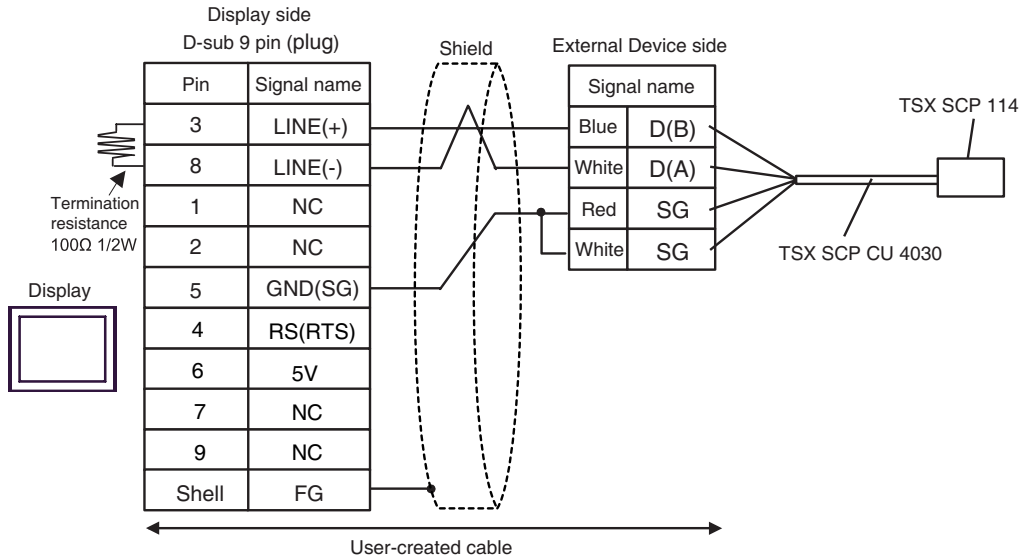 Display side
D-sub 9 pin (plug)
Shield
External Device side
TSX SCP 114
Pin Signal name
3 LINE(+)
8 LINE(-)
1 NC
2 NC
5 GND(SG)
4 RS(RTS)
6 5V
7 NC
9 NC
Shell FG
Signal name
Blue D(B)
White D(A)
Red SG
White SG
Termination
resistance
100Ω 1/2W
TSX SCP CU 4030
Display
User-created cable